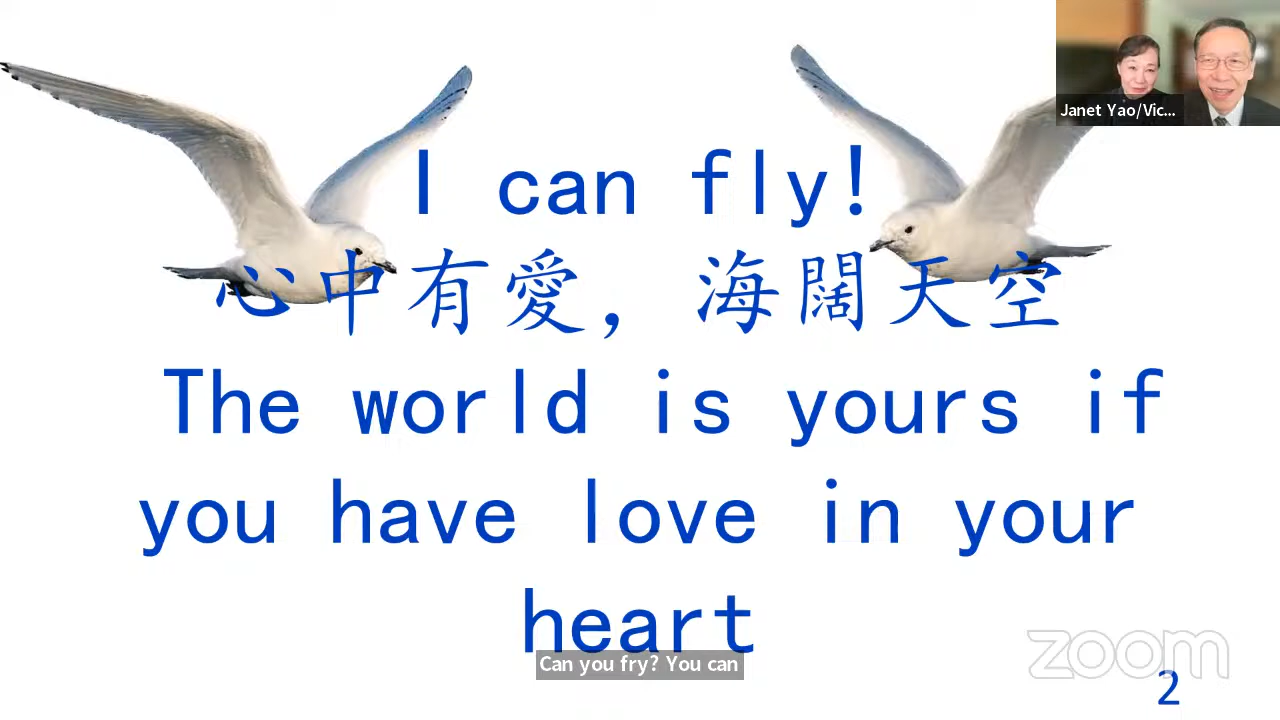 Janet Yao/Vic...
I can fly!
心中有愛，海闊天空
The world is yours if
you have love in your
heart
Can you fry? You can
zoom
2